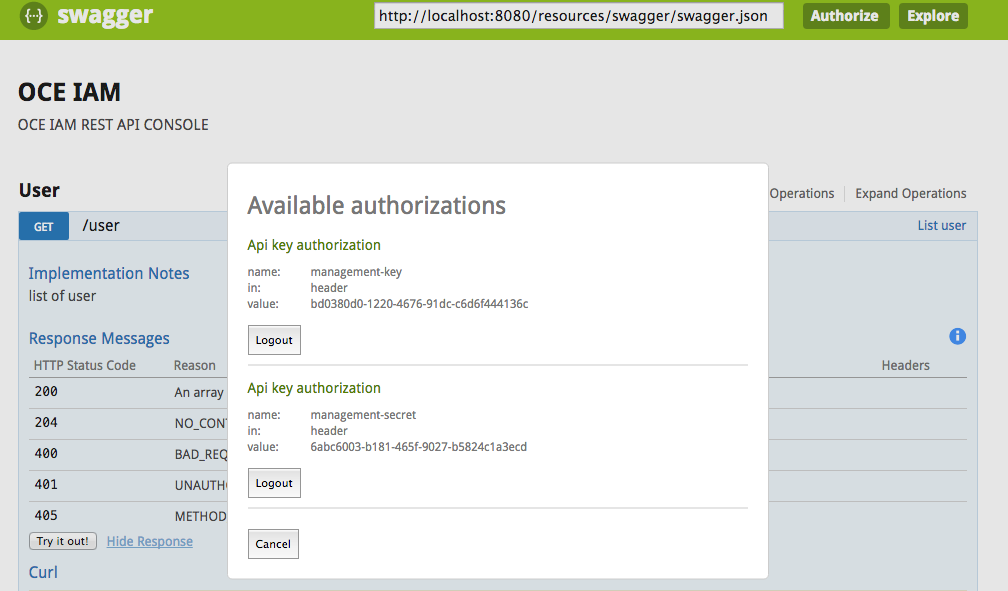 {··} swagger http://localhost:8080/resources/swagger/swagger.json Authorize Explore
OCE IAM
OCE IAM REST API CONSOLE
User Operations Expand Operations
GET /user List user
Implementation Notes
list of user
Response Messages
HTTP Status Code Reason Headers
200 An array
204 NO_CON
400 BAD_REQ
401 UNAUTH
405 METHOD
Try it out! Hide Response
Curl
Available authorizations
Api key authorization
name: management-key
in: header
value: bd0380d0-1220-4676-91dc-c6d6f444136c
Logout
Api key authorization
name: management-secret
in: header
value: 6abc6003-b181-465f-9027-b5824c1a3ecd
Logout
Cancel